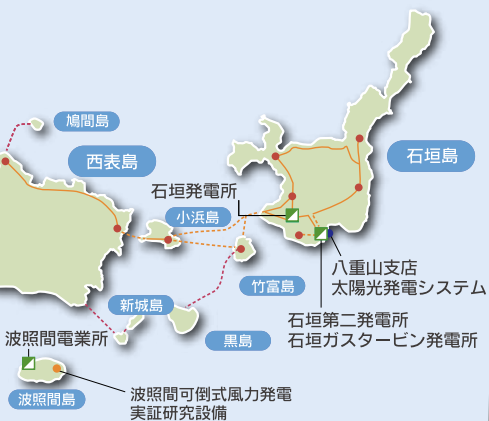 鳩間島
西表島
石垣島
石垣発電所
小浜島
八重山支店
太陽光発電システム
竹富島
新城島
石垣第二発電所
石垣ガスタービン発電所
黒島
波照間電業所
波照間可倒式風力発電
実証研究設備
波照間島